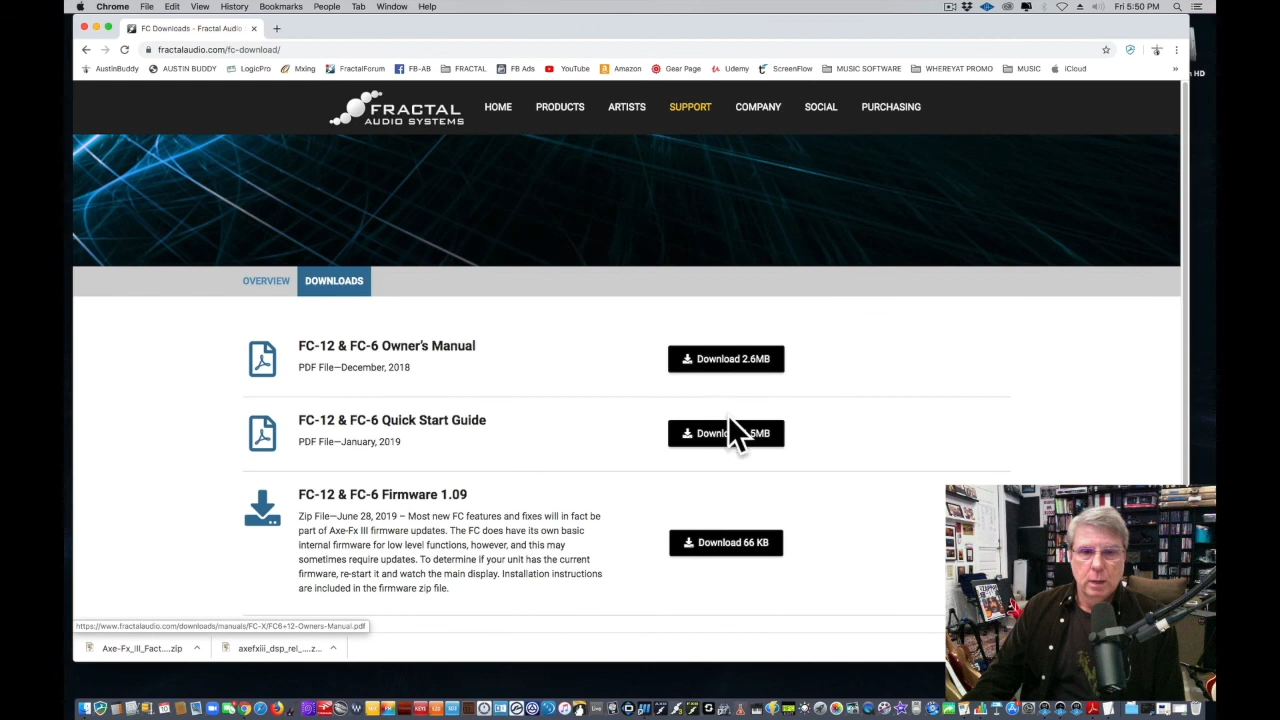 Chrome File Edit View History Bookmarks People Tab Window Help Fri 5:50 PM
FC Downloads - Fractal Audio
fractalaudio.com/fc-download/
AustinBuddy AUSTIN BUDDY LogicPro Mxing FractalForum FB-AB FRACTAL FB Ads YouTube Amazon Gear Page Udemy ScreenFlow MUSIC SOFTWARE WHEREYAT PROMO MUSIC iCloud
HD
FRACTAL
AUDIO SYSTEMS
HOME PRODUCTS ARTISTS SUPPORT COMPANY SOCIAL PURCHASING
OVERVIEW DOWNLOADS
FC-12 & FC-6 Owner's Manual
PDF File—December, 2018
Download 2.6MB
FC-12 & FC-6 Quick Start Guide
PDF File—January, 2019
FC-12 & FC-6 Firmware 1.09
Zip File—June 28, 2019 – Most new FC features and fixes will in fact be
part of Axe-Fx III firmware updates. The FC does have its own basic
internal firmware for low level functions, however, and this may
sometimes require updates. To determine if your unit has the current
firmware, re-start it and watch the main display. Installation instructions
are included in the firmware zip file.
Download 66 KB
https://www.fractalaudio.com/downloads/manuals/FC-X/FC6+12-Owners-Manual.pdf
Axe-Fx_III_Fact....zip axefxiii_dsp_rel_....z...